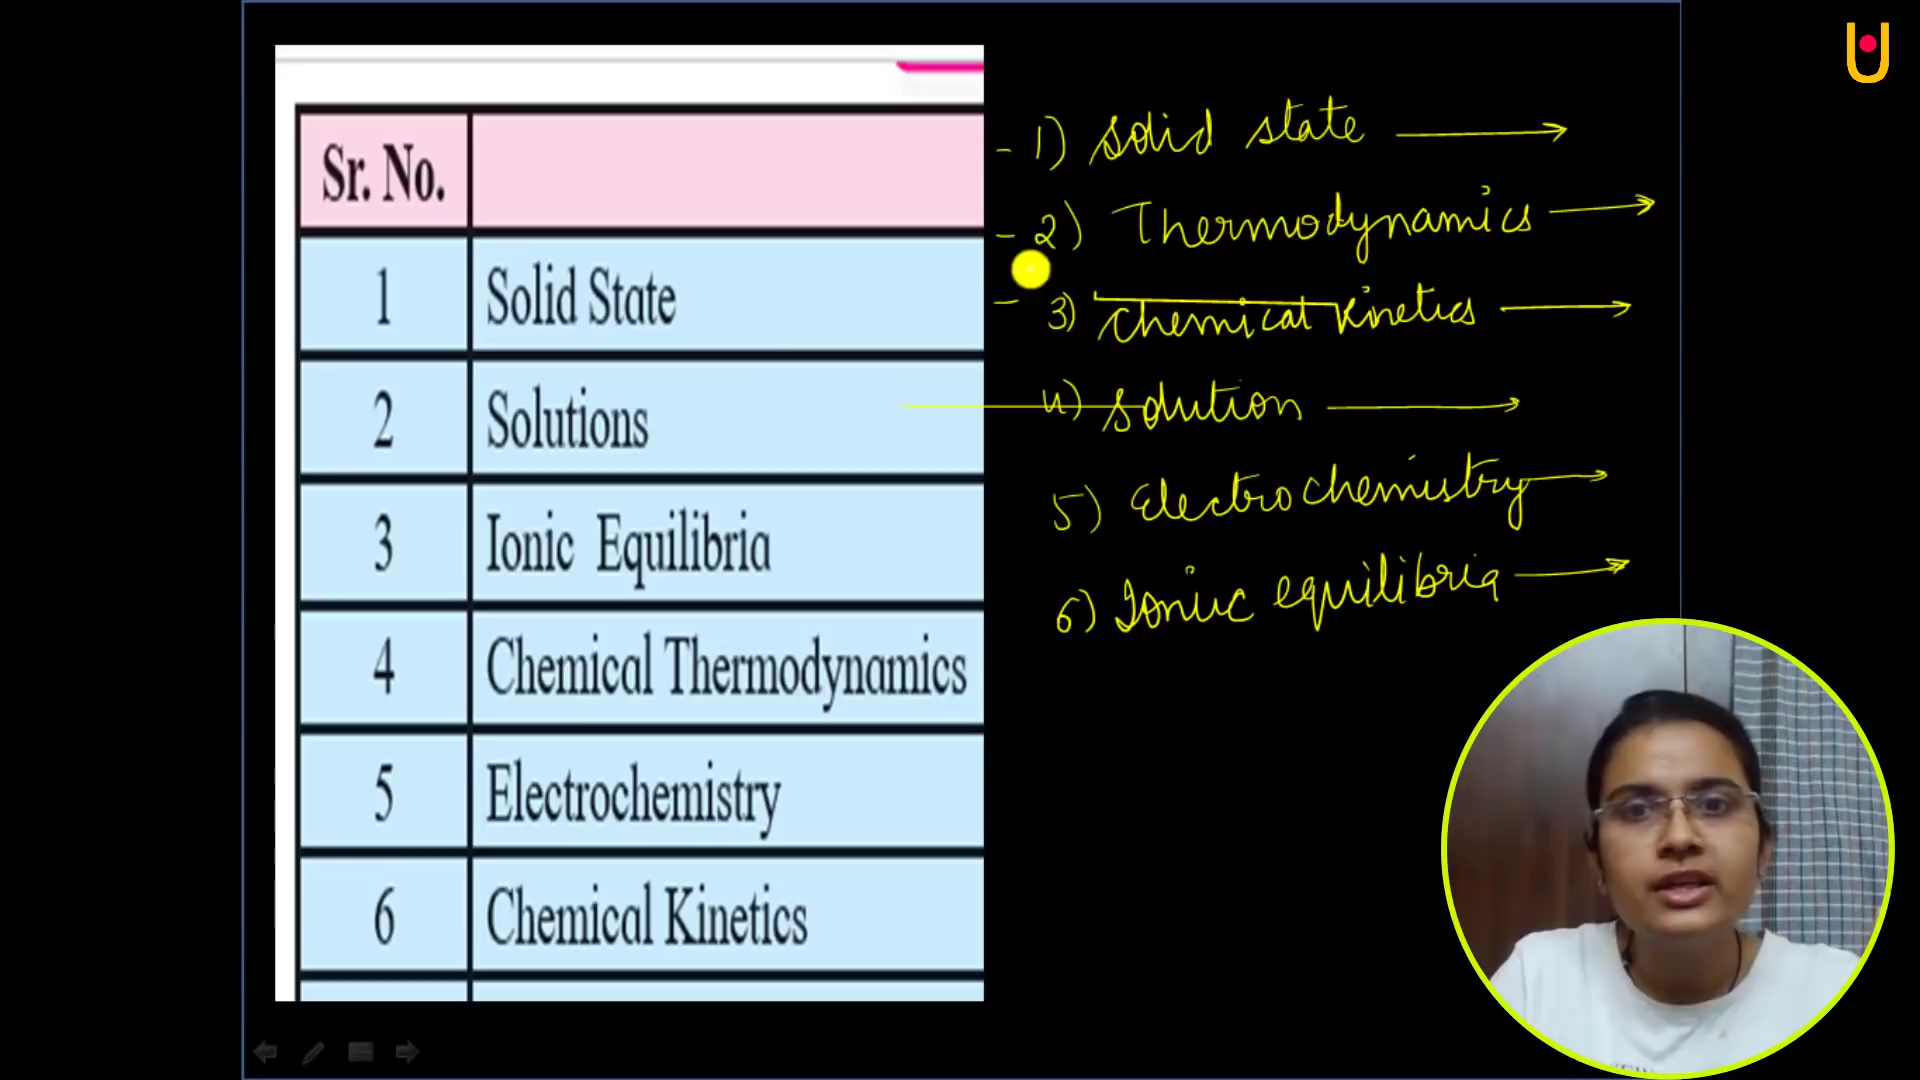 Sr. No.
1 Solid State
2 Solutions
3 Ionic Equilibria
4 Chemical Thermodynamics
5 Electrochemistry
6 Chemical Kinetics
- 1) Solid state →
- 2) Thermodynamics →
- 3) Chemical kinetics →
4) Solution →
5) Electrochemistry →
6) Ionic equilibria →